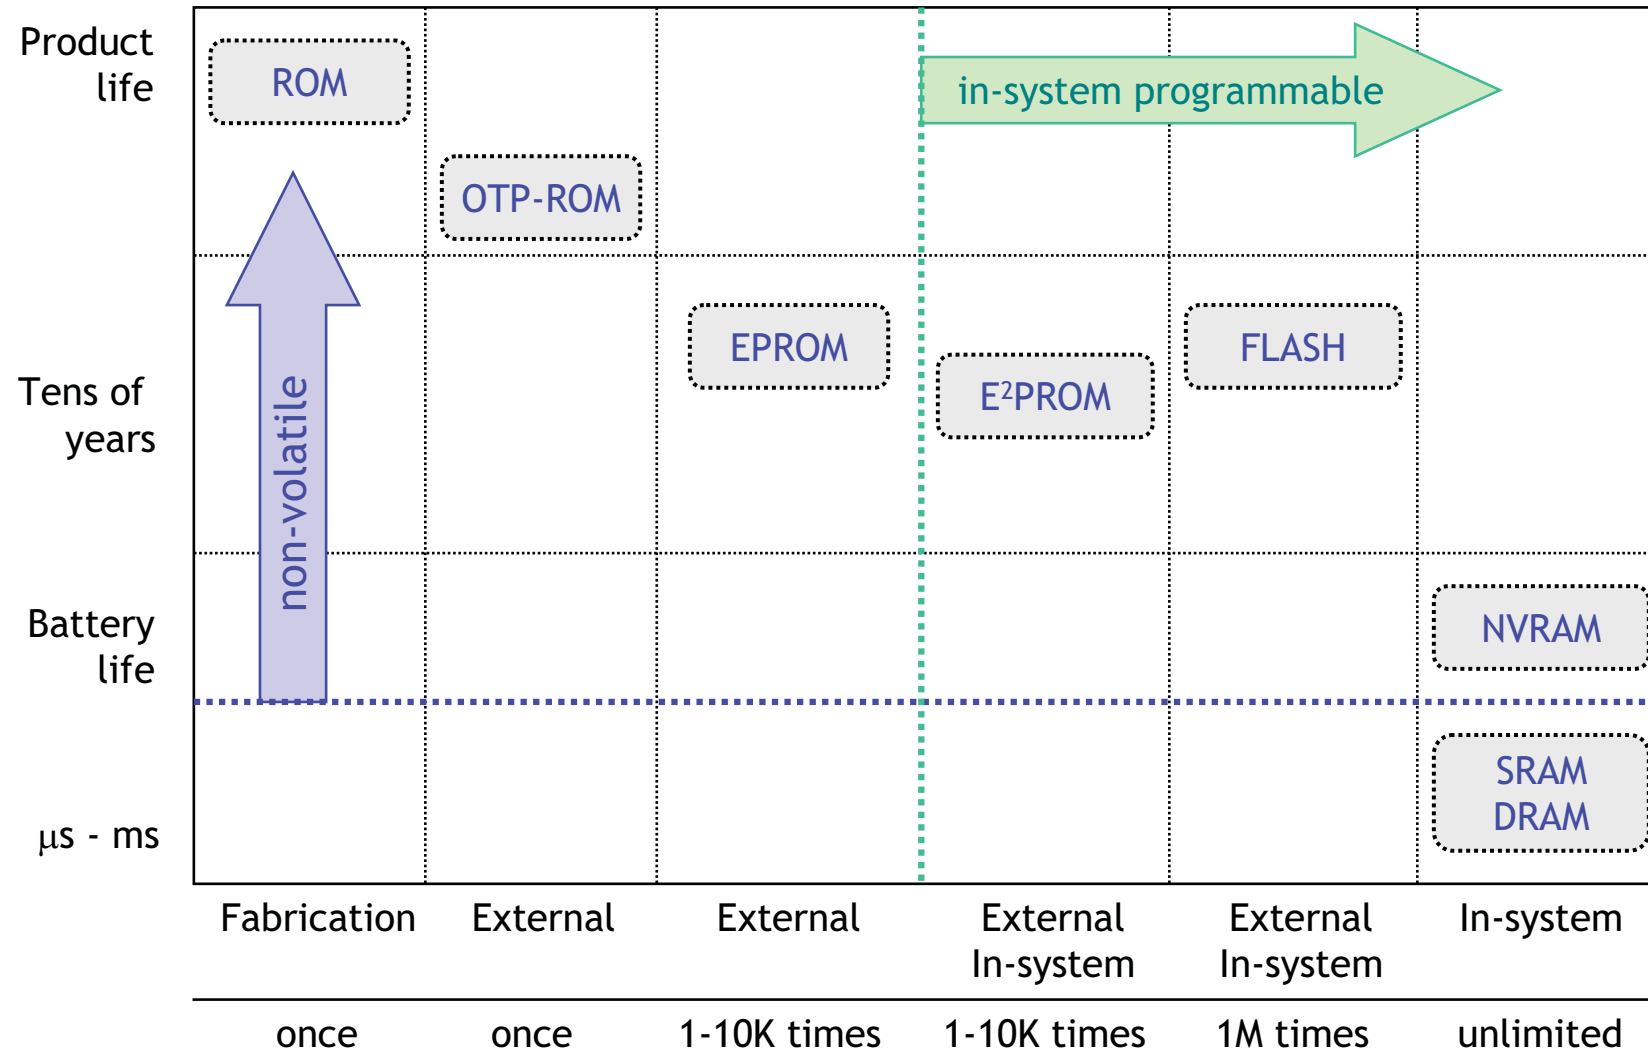 Product
life
ROM
in-system programmable
OTP-ROM
EPROM
FLASH
E²PROM
Tens of
years
non-volatile
Battery
life
NVRAM
SRAM
DRAM
μs - ms
Fabrication
External
External
External
In-system
External
In-system
In-system
once
once
1-10K times
1-10K times
1M times
unlimited